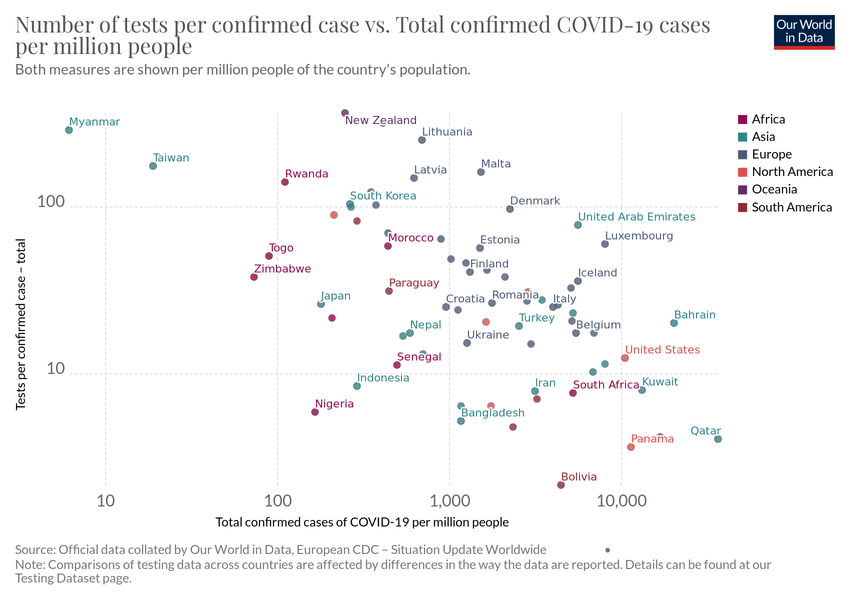 Number of tests per confirmed case vs. Total confirmed COVID-19 cases
per million people
Our World
in Data
Both measures are shown per million people of the country's population.
Africa
Asia
Europe
North America
Oceania
South America
Tests per confirmed case – total
100
10
Myanmar
New Zealand
Lithuania
Taiwan
Malta
Latvia
Rwanda
South Korea
Denmark
United Arab Emirates
Morocco
Estonia
Luxembourg
Togo
Zimbabwe
Finland
Iceland
Paraguay
Japan
Croatia
Romania
Italy
Bahrain
Turkey
Nepal
Belgium
Ukraine
United States
Senegal
Indonesia
Iran
South Africa
Kuwait
Nigeria
Bangladesh
Qatar
Panama
Bolivia
10
100
1,000
10,000
Total confirmed cases of COVID-19 per million people
Source: Official data collated by Our World in Data, European CDC – Situation Update Worldwide
Note: Comparisons of testing data across countries are affected by differences in the way the data are reported. Details can be found at our
Testing Dataset page.